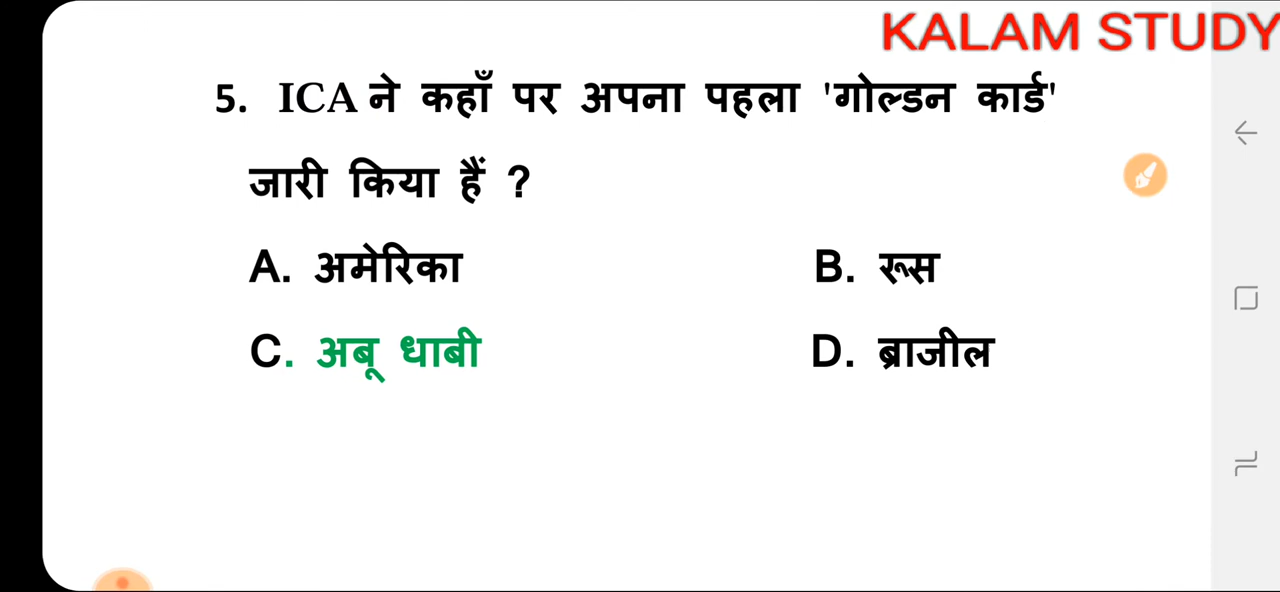 KALAM STUDY
5. ICA ने कहाँ पर अपना पहला 'गोल्डन कार्ड'
जारी किया हैं ?
A. अमेरिका B. रूस
C. अबू धाबी D. ब्राजील